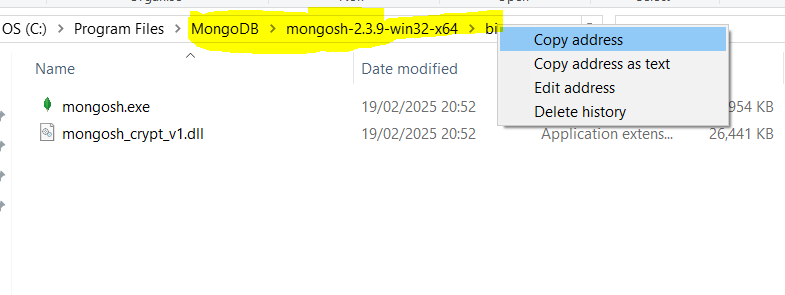 OS (C:) > Program Files > MongoDB > mongosh-2.3.9-win32-x64 > bin
Copy address
Copy address as text
Edit address
Delete history
Name Date modified
mongosh.exe 19/02/2025 20:52 954 KB
mongosh_crypt_v1.dll 19/02/2025 20:52 Application extens... 26,441 KB